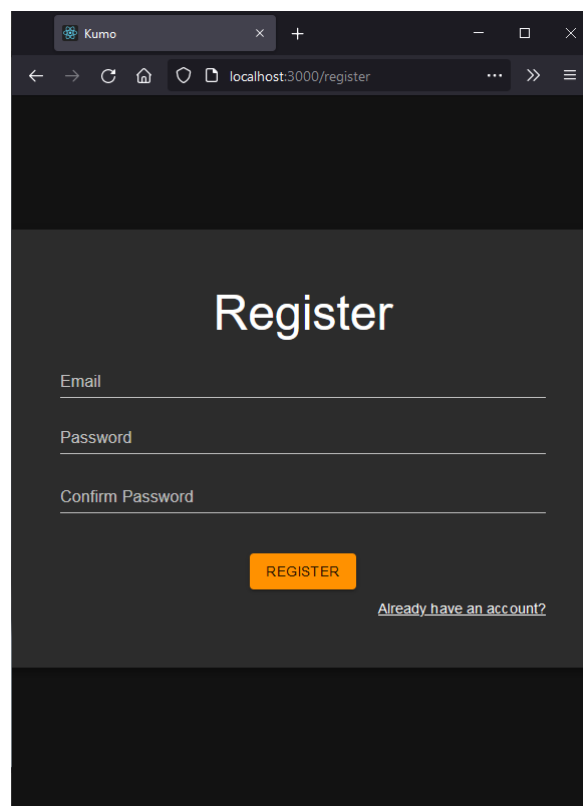 Kumo
localhost:3000/register
Register
Email
Password
Confirm Password
REGISTER
Already have an account?